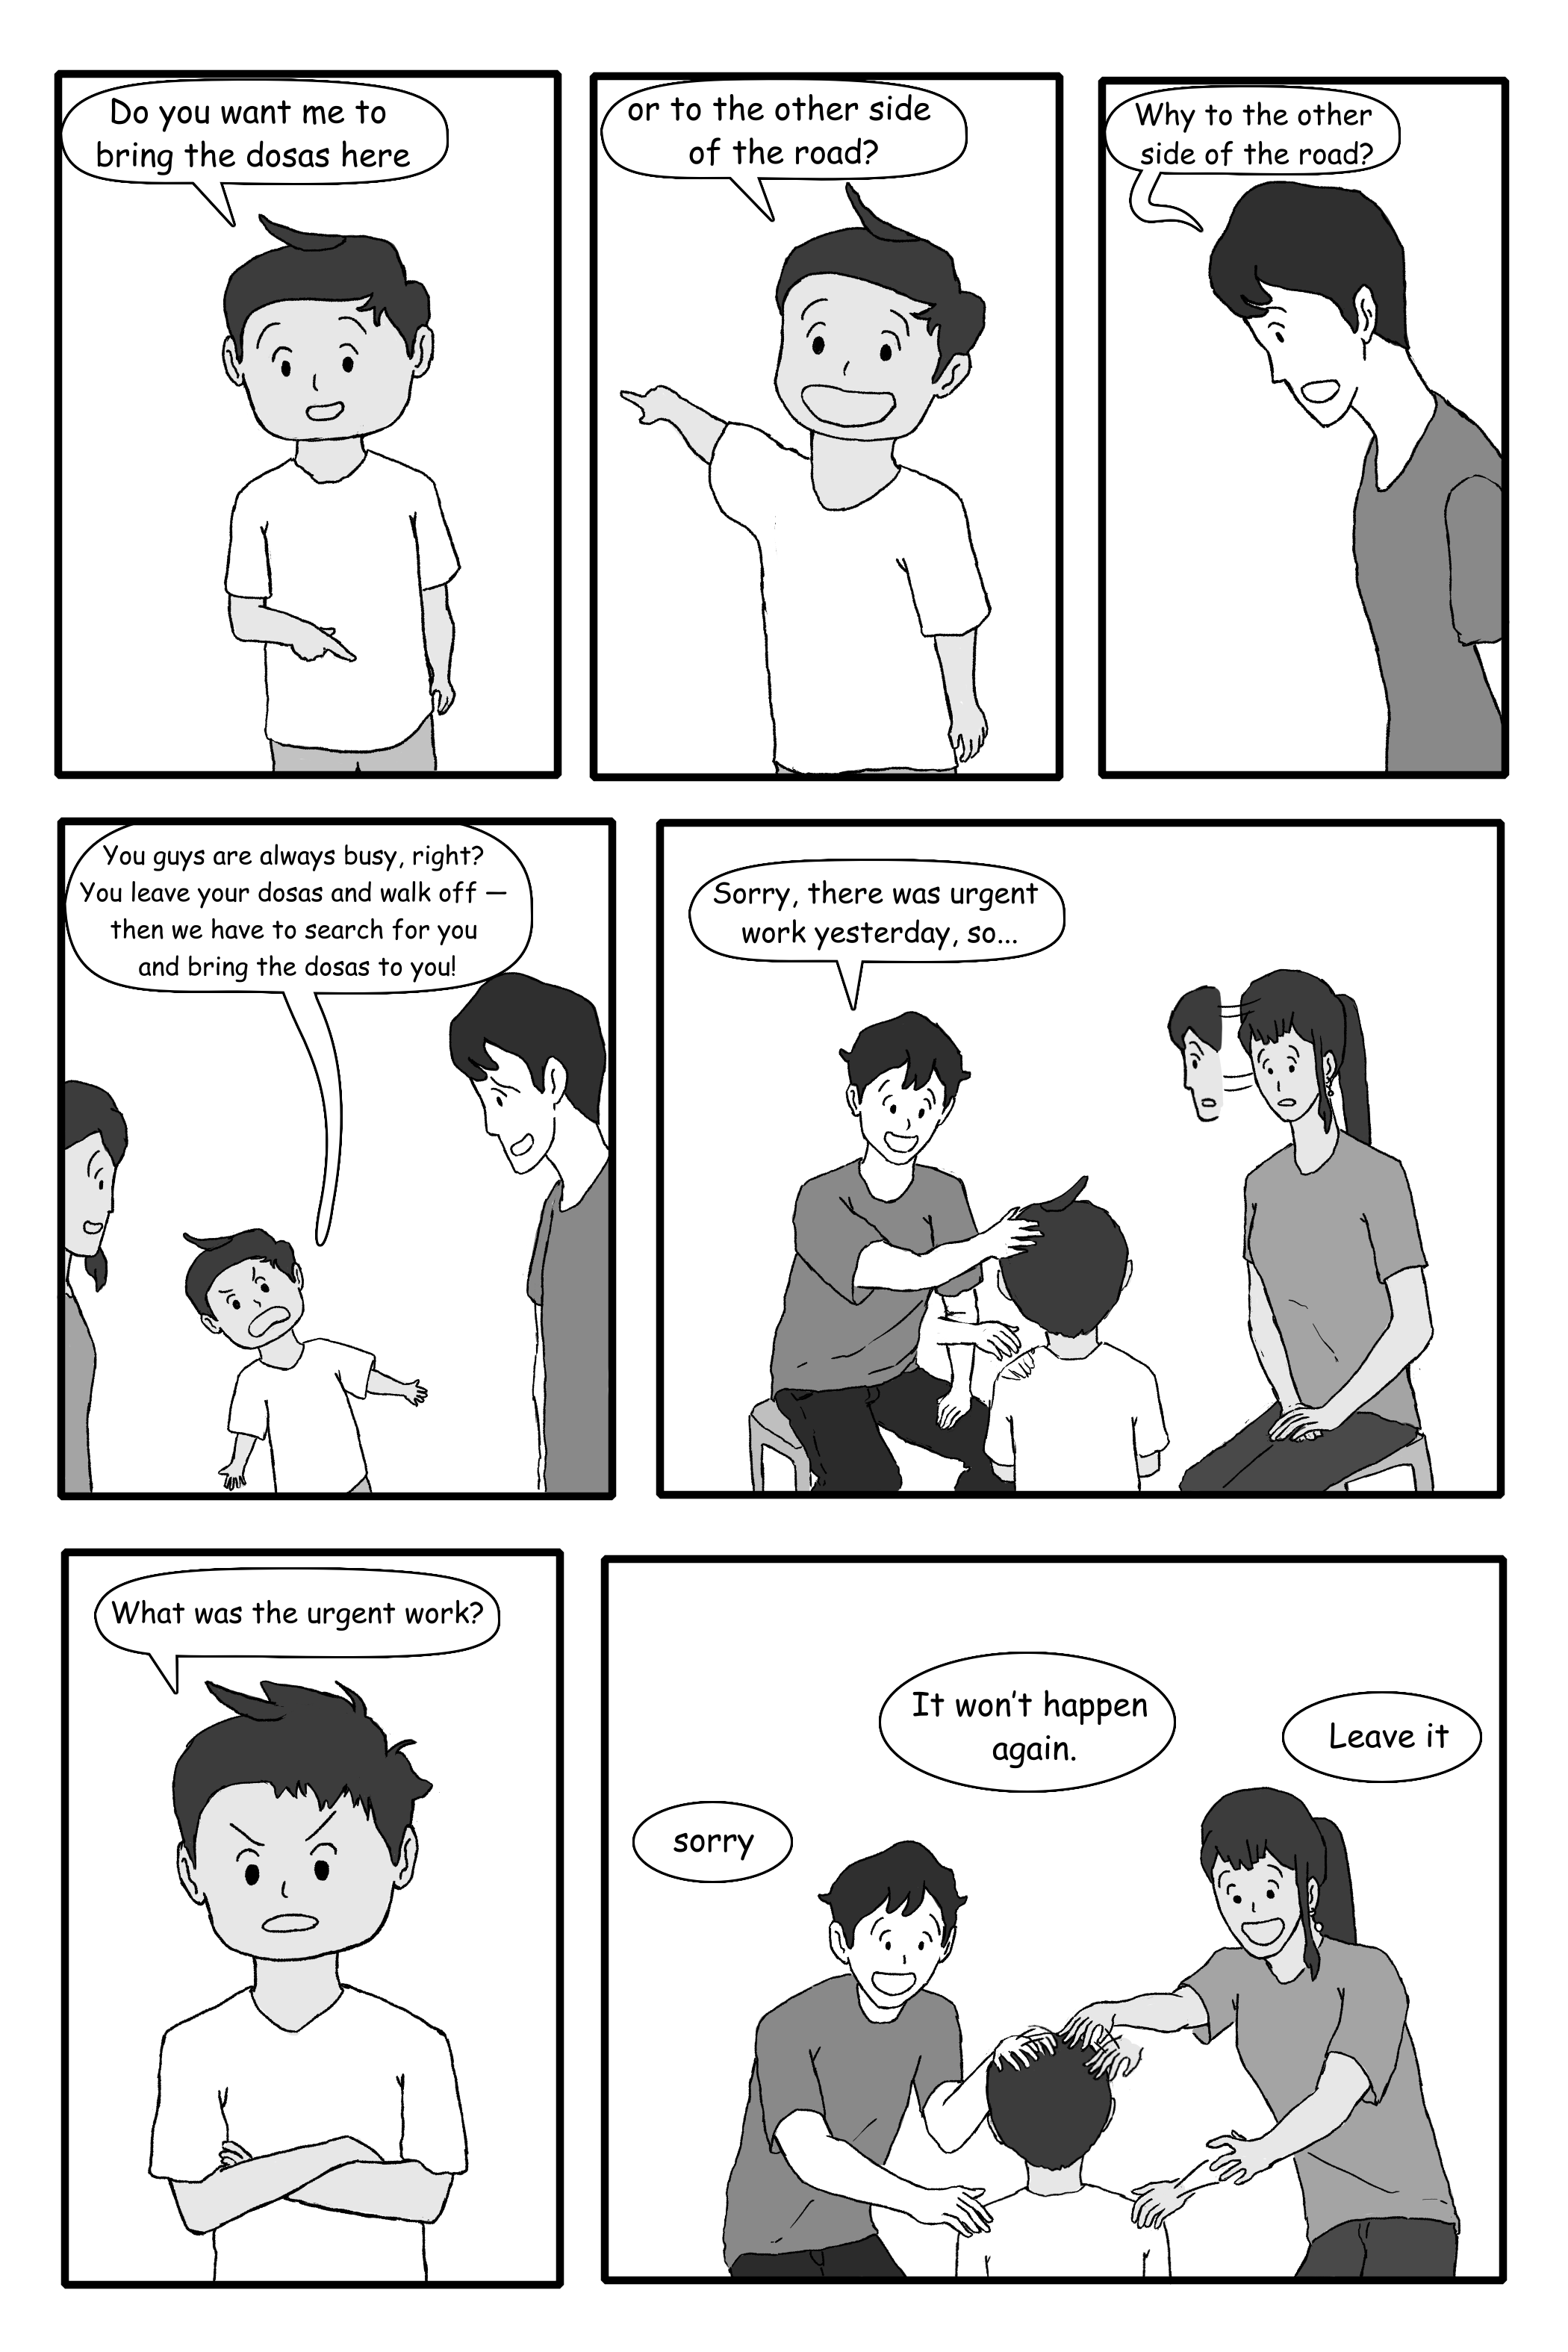 Do you want me to
bring the dosas here
or to the other side
of the road?
Why to the other
side of the road?
You guys are always busy, right?
You leave your dosas and walk off —
then we have to search for you
and bring the dosas to you!
Sorry, there was urgent
work yesterday, so...
What was the urgent work?
sorry
It won't happen
again.
Leave it